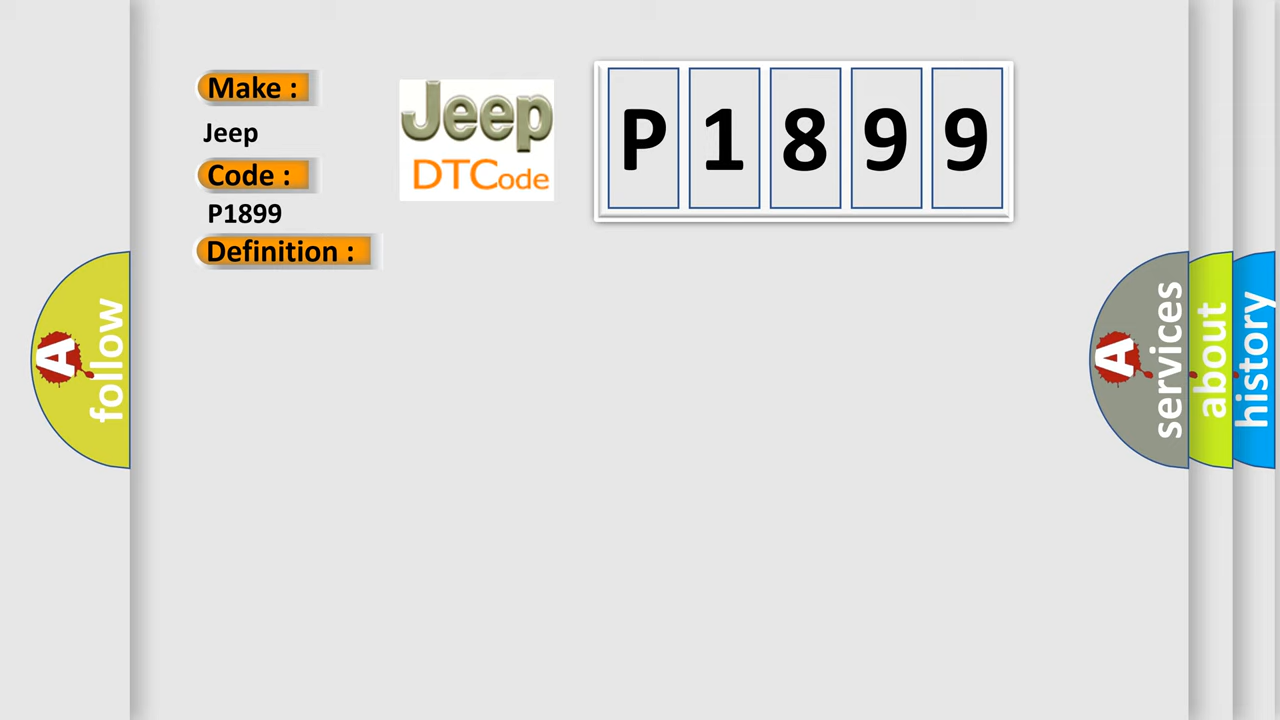 Make :
Jeep
Code :
P1899
Definition :
Jeep
DTCode
P 1 8 9 9
A follow
A services
about
history